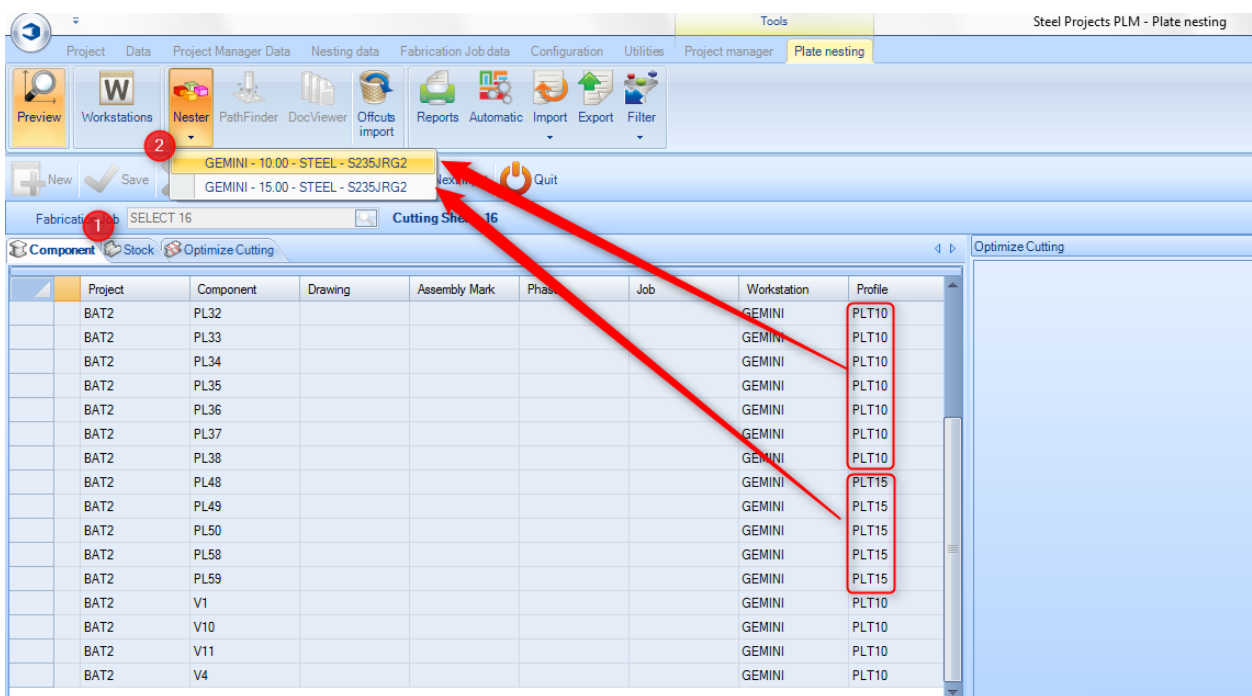 Tools
Steel Projects PLM - Plate nesting
Project Data Project Manager Data Nesting data Fabrication Job data Configuration Utilities Project manager Plate nesting
W
Preview Workstations Nester PathFinder DocViewer Offcuts import Reports Automatic Import Export Filter
2
GEMINI - 10.00 - STEEL - S235JRG2
New Save Quit
GEMINI - 15.00 - STEEL - S235JRG2
Fabrication Job SELECT 16 Cutting 16
1
Component Stock Optimize Cutting Optimize Cutting
Project Component Drawing Assembly Mark Phase Job Workstation Profile
BAT2 PL32 GEMINI PLT10
BAT2 PL33 GEMINI PLT10
BAT2 PL34 GEMINI PLT10
BAT2 PL35 GEMINI PLT10
BAT2 PL36 GEMINI PLT10
BAT2 PL37 GEMINI PLT10
BAT2 PL38 GEMINI PLT10
BAT2 PL48 GEMINI PLT15
BAT2 PL49 GEMINI PLT15
BAT2 PL50 GEMINI PLT15
BAT2 PL58 GEMINI PLT15
BAT2 PL59 GEMINI PLT15
BAT2 V1 GEMINI PLT10
BAT2 V10 GEMINI PLT10
BAT2 V11 GEMINI PLT10
BAT2 V4 GEMINI PLT10